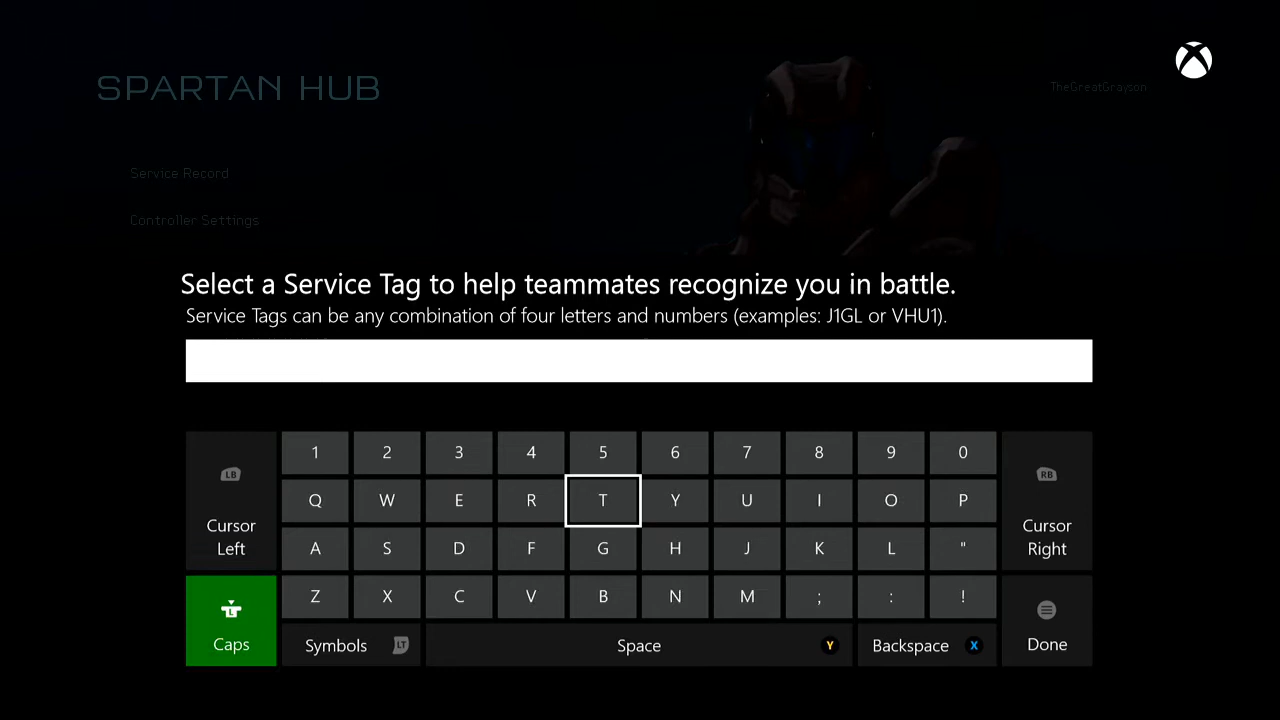 SPARTAN HUB
TheGreatGrayson
Service Record
Controller Settings
Select a Service Tag to help teammates recognize you in battle.
Service Tags can be any combination of four letters and numbers (examples: J1GL or VHU1).
1 2 3 4 5 6 7 8 9 0
LB
RB
Q W E R T Y U I O P
Cursor Left
Cursor Right
A S D F G H J K L "
Z X C V B N M ; : !
L
Caps
Symbols LT
Space Y
Backspace X
Done